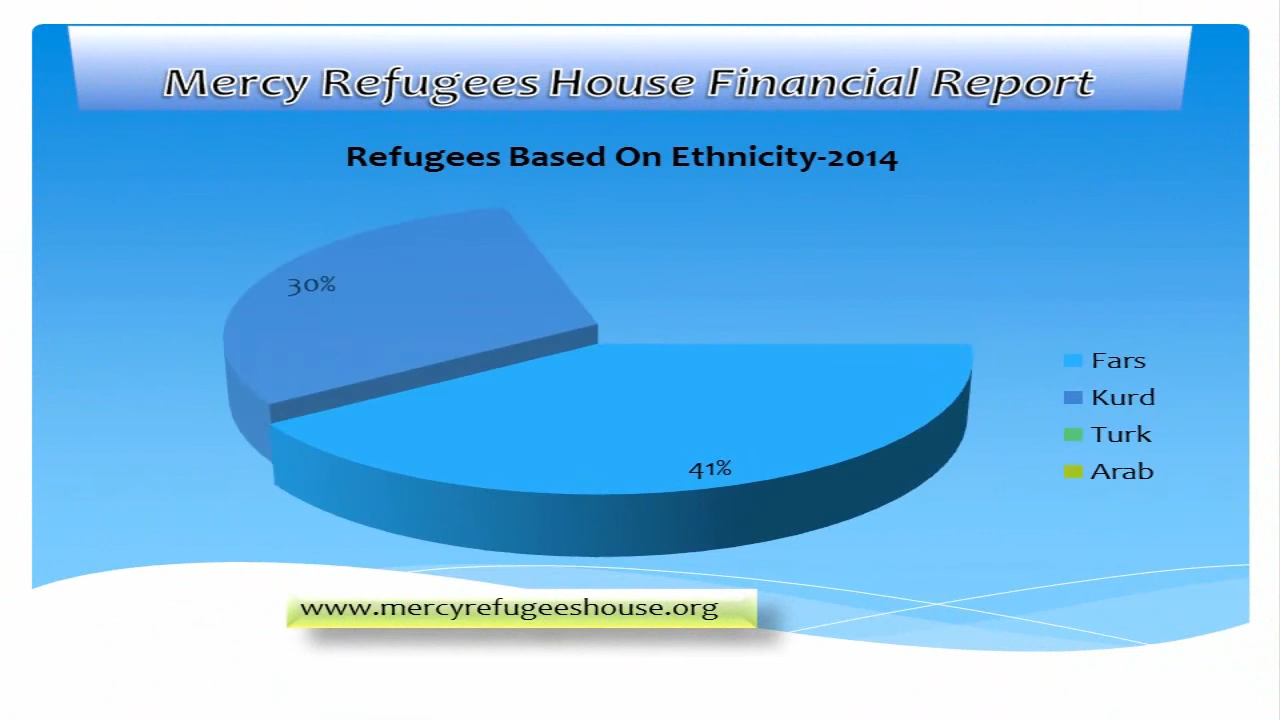 Mercy Refugees House Financial Report
Refugees Based On Ethnicity-2014
30%
41%
Fars
Kurd
Turk
Arab
www.mercyrefugeeshouse.org